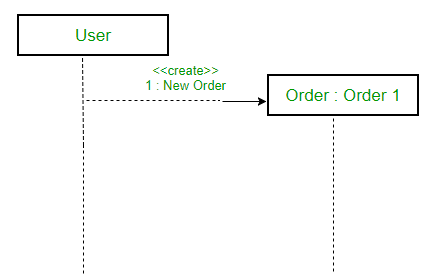 User
<<create>>
1 : New Order
Order : Order 1